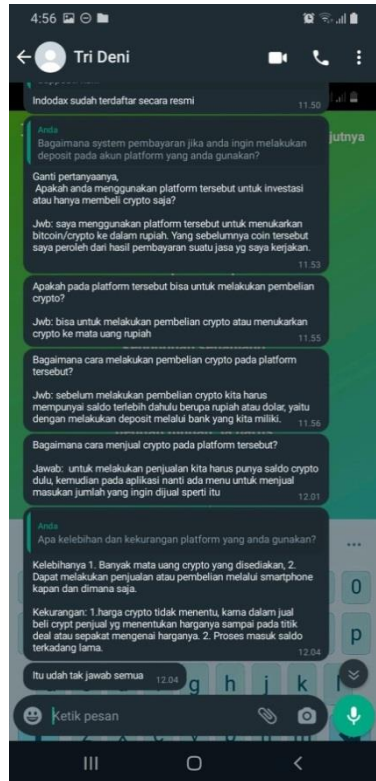 4:56
Tri Deni
Indodax sudah terdaftar secara resmi
11.50
jutnya
Anda
Bagaimana system pembayaran jika anda ingin melakukan
deposit pada akun platform yang anda gunakan?
Ganti pertanyaanya,
Apakah anda menggunakan platform tersebut untuk investasi
atau hanya membeli crypto saja?
Jwb: saya menggunakan platform tersebut untuk menukarkan
bitcoin/crypto ke dalam rupiah. Yang sebelumnya coin tersebut
saya peroleh dari hasil pembayaran suatu jasa yg saya kerjakan.
11.53
Apakah pada platform tersebut bisa untuk melakukan pembelian
crypto?
Jwb: bisa untuk melakukan pembelian crypto atau menukarkan
crypto ke mata uang rupiah
11.55
Bagaimana cara melakukan pembelian crypto pada platform
tersebut?
Jwb: sebelum melakukan pembelian crypto kita harus
mempunyai saldo terlebih dahulu berupa rupiah atau dolar, yaitu
dengan melakukan deposit melalui bank yang kita miliki.
11.56
Bagaimana cara menjual crypto pada platform tersebut?
Jawab: untuk melakukan penjualan kita harus punya saldo crypto
dulu, kemudian pada aplikasi nanti ada menu untuk menjual
masukan jumlah yang ingin dijual sperti itu
12.01
Anda
Apa kelebihan dan kekurangan platform yang anda gunakan?
Kelebihanya 1. Banyak mata uang crypto yang disediakan, 2.
Dapat melakukan penjualan atau pembelian melalui smartphone
kapan dan dimana saja.
Kekurangan: 1.harga crypto tidak menentu, karna dalam jual
beli crypt penjual yg menentukan harganya sampai pada titik
deal atau sepakat mengenai harganya. 2. Proses masuk saldo
terkadang lama.
12.04
0
p
Itu udah tak jawab semua
12.04
g h j k
Ketik pesan